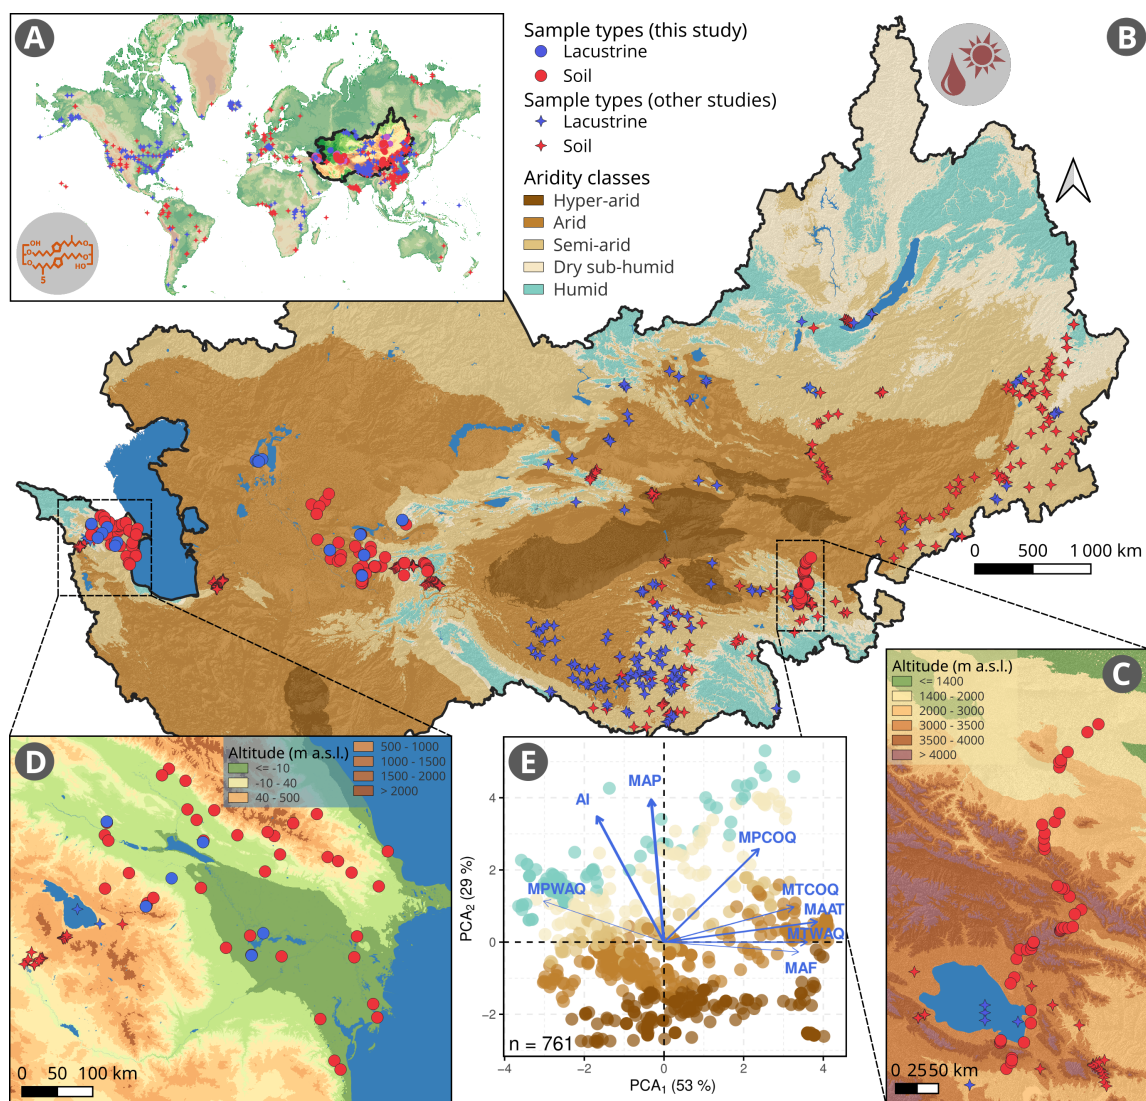 A
OH
O
O
O
O
HO
5
Sample types (this study)
Lacustrine
Soil
Sample types (other studies)
Lacustrine
Soil
Aridity classes
Hyper-arid
Arid
Semi-arid
Dry sub-humid
Humid
B
0 500 1 000 km
C
Altitude (m a.s.l.)
<= 1400
1400 - 2000
2000 - 3000
3000 - 3500
3500 - 4000
> 4000
0 2550 km
D
Altitude (m a.s.l.)
<= -10
-10 - 40
40 - 500
500 - 1000
1000 - 1500
1500 - 2000
> 2000
0 50 100 km
E
MAP
AI
MPCOQ
MPWAQ
MTCOQ
MAAT
MTWAQ
MAF
n = 761
4
2
0
−2
−4 −2 0 2 4
PCA2 (29 %)
PCA1 (53 %)